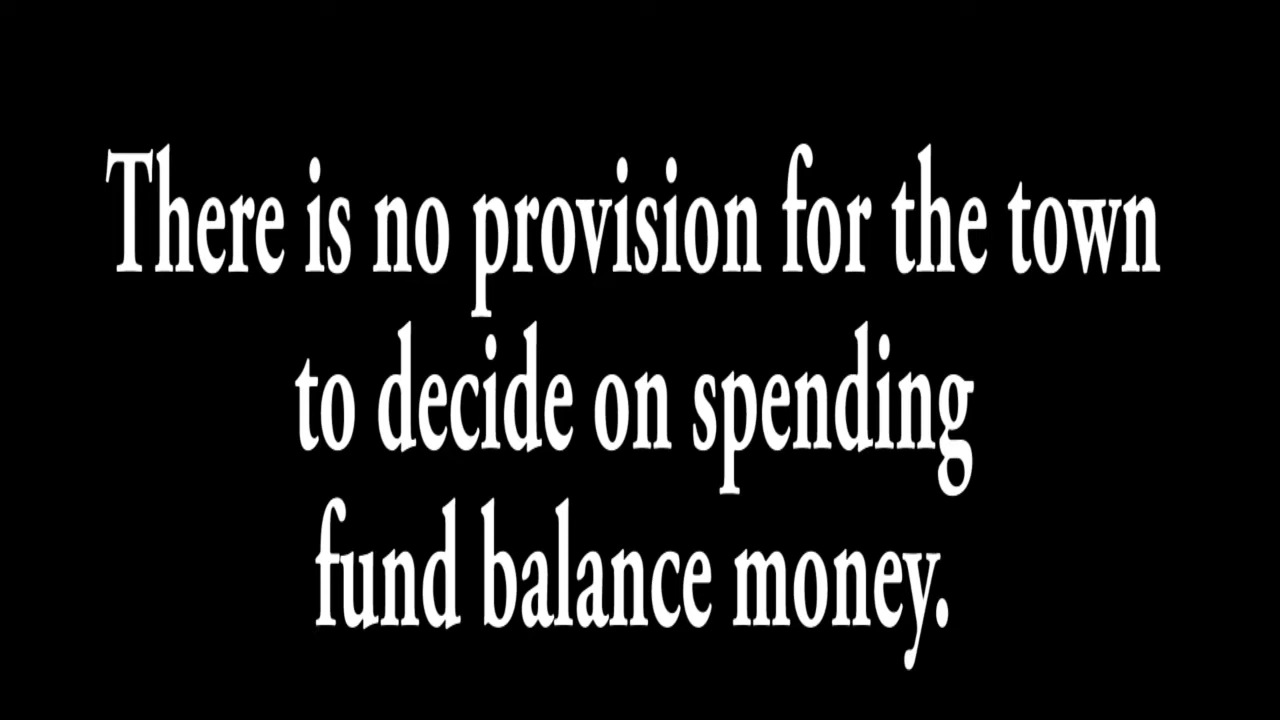 There is no provision for the town
to decide on spending
fund balance money.